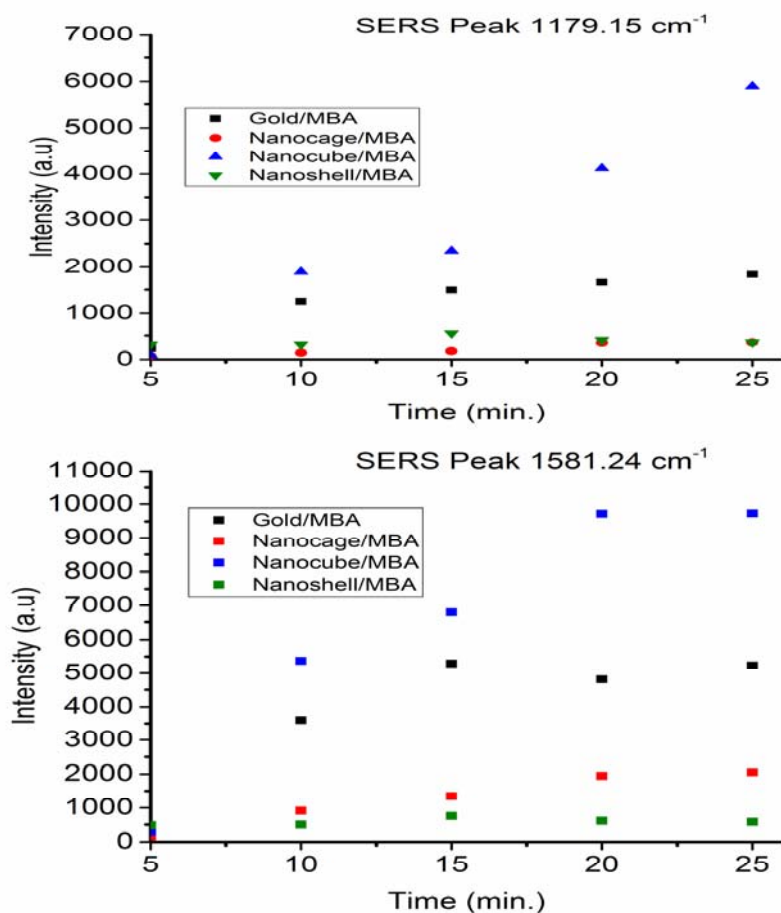 SERS Peak 1179.15 cm-1
7000
6000
5000
4000
3000
2000
1000
0
Intensity (a.u)
Gold/MBA
Nanocage/MBA
Nanocube/MBA
Nanoshell/MBA
5 10 15 20 25
Time (min.)
SERS Peak 1581.24 cm-1
11000
10000
9000
8000
7000
6000
5000
4000
3000
2000
1000
0
Intensity (a.u)
Gold/MBA
Nanocage/MBA
Nanocube/MBA
Nanoshell/MBA
5 10 15 20 25
Time (min.)